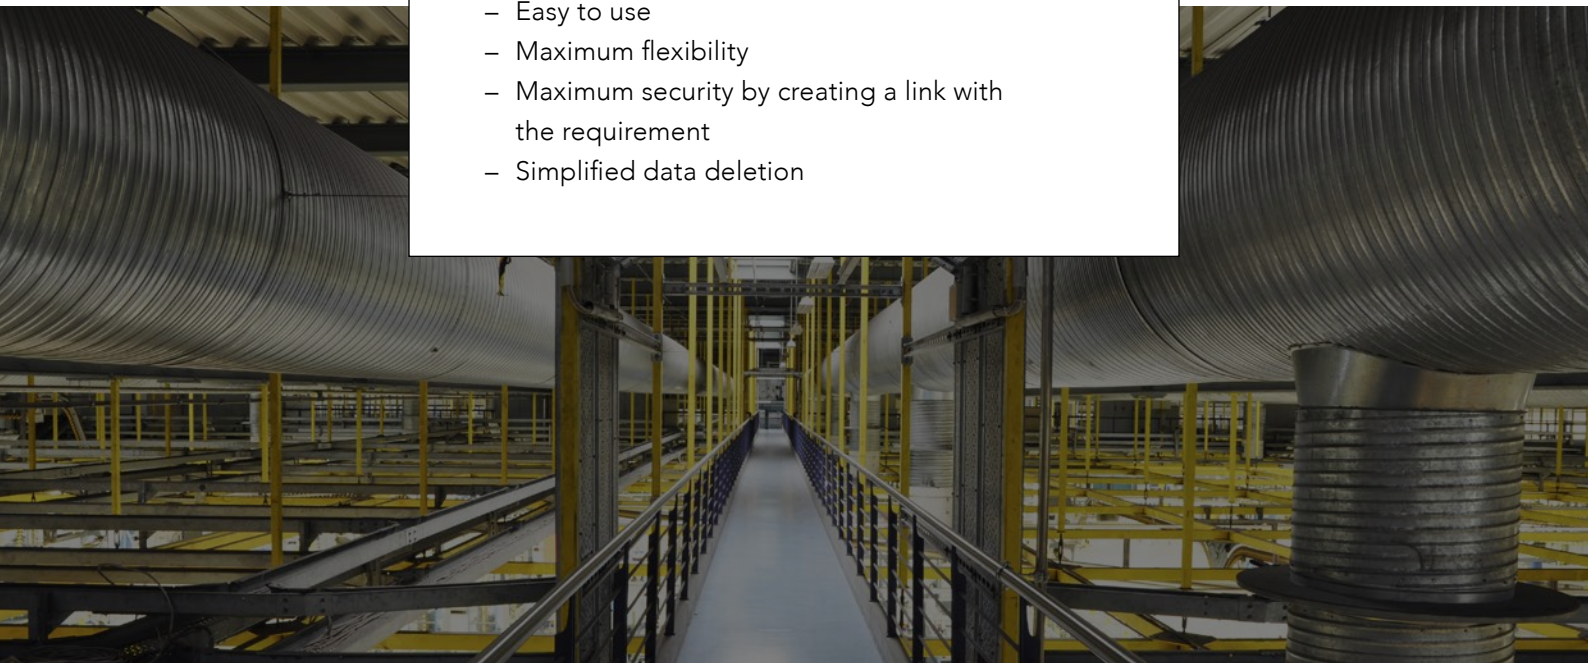 – Easy to use
– Maximum flexibility
– Maximum security by creating a link with
the requirement
– Simplified data deletion